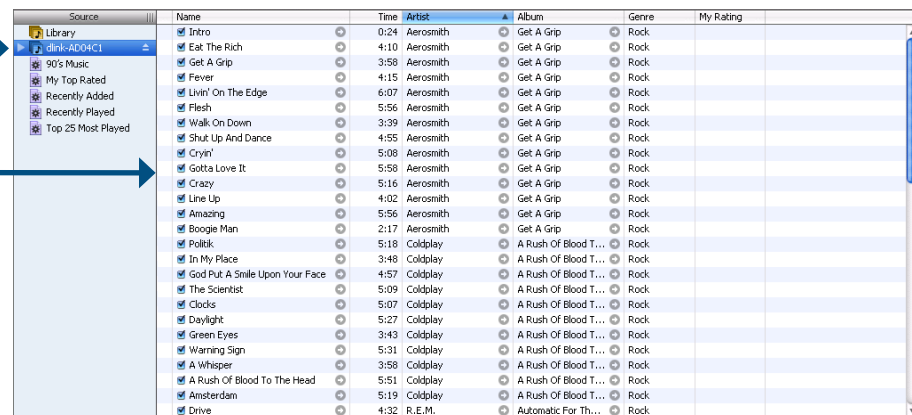 Source Name Time Artist Album Genre My Rating
Library
dlink-AD04C1
90's Music
My Top Rated
Recently Added
Recently Played
Top 25 Most Played
Intro 0:24 Aerosmith Get A Grip Rock
Eat The Rich 4:10 Aerosmith Get A Grip Rock
Get A Grip 3:58 Aerosmith Get A Grip Rock
Fever 4:15 Aerosmith Get A Grip Rock
Livin' On The Edge 6:07 Aerosmith Get A Grip Rock
Flesh 5:56 Aerosmith Get A Grip Rock
Walk On Down 3:39 Aerosmith Get A Grip Rock
Shut Up And Dance 4:55 Aerosmith Get A Grip Rock
Cryin' 5:08 Aerosmith Get A Grip Rock
Gotta Love It 5:58 Aerosmith Get A Grip Rock
Crazy 5:16 Aerosmith Get A Grip Rock
Line Up 4:02 Aerosmith Get A Grip Rock
Amazing 5:56 Aerosmith Get A Grip Rock
Boogie Man 2:17 Aerosmith Get A Grip Rock
Politik 5:18 Coldplay A Rush Of Blood T... Rock
In My Place 3:48 Coldplay A Rush Of Blood T... Rock
God Put A Smile Upon Your Face 4:57 Coldplay A Rush Of Blood T... Rock
The Scientist 5:09 Coldplay A Rush Of Blood T... Rock
Clocks 5:07 Coldplay A Rush Of Blood T... Rock
Daylight 5:27 Coldplay A Rush Of Blood T... Rock
Green Eyes 3:43 Coldplay A Rush Of Blood T... Rock
Warning Sign 5:31 Coldplay A Rush Of Blood T... Rock
A Whisper 3:58 Coldplay A Rush Of Blood T... Rock
A Rush Of Blood To The Head 5:51 Coldplay A Rush Of Blood T... Rock
Amsterdam 5:19 Coldplay A Rush Of Blood T... Rock
Drive 4:32 R.E.M. Automatic For Th... Rock